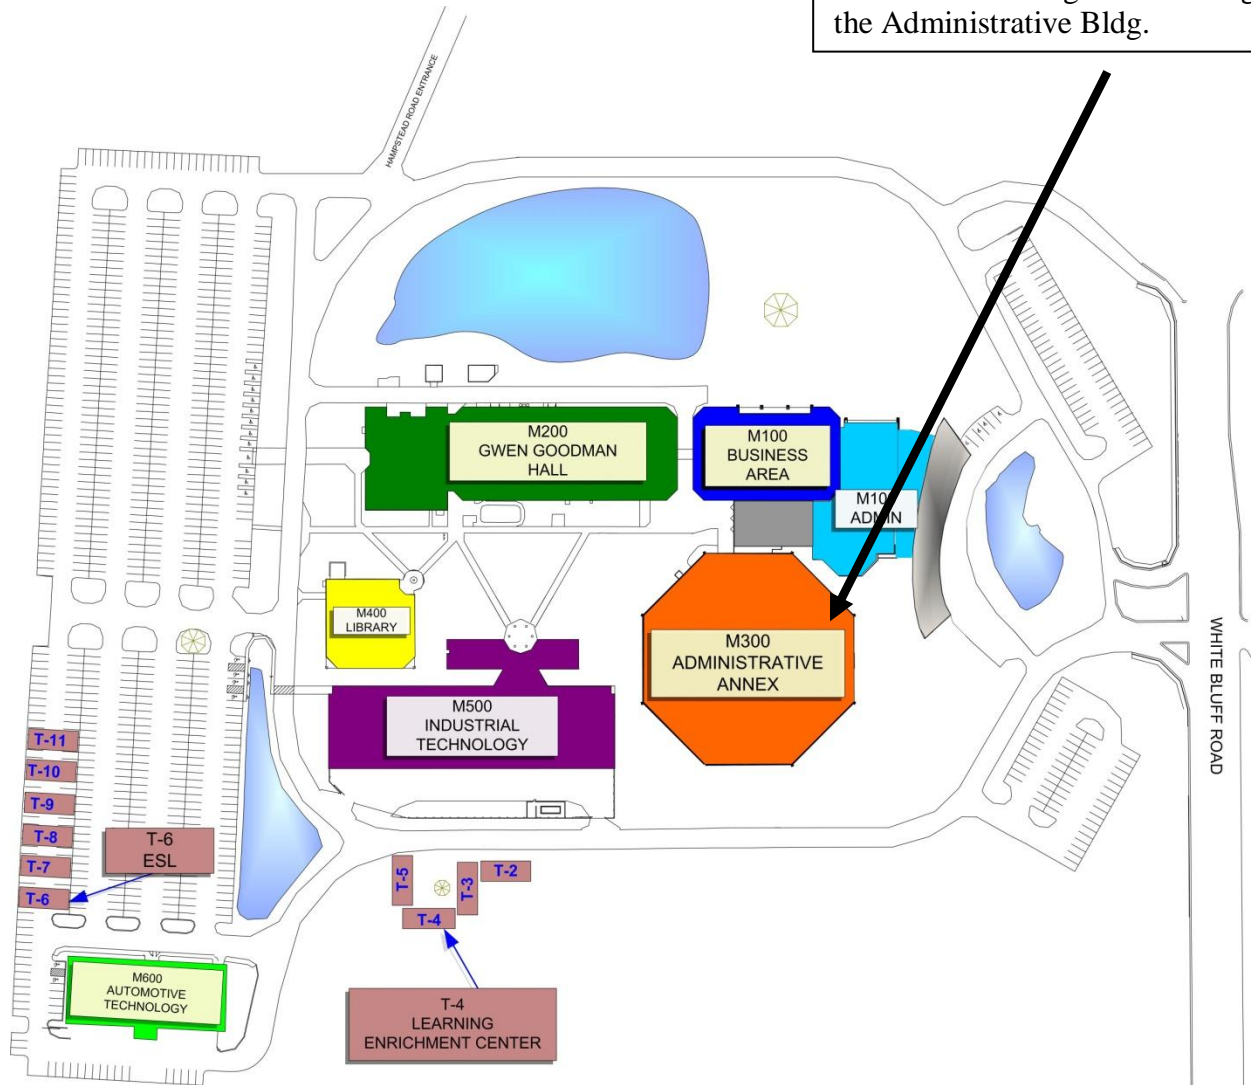 the Administrative Bldg.
HAMPSTEAD ROAD ENTRANCE
M200
GWEN GOODMAN
HALL
M100
BUSINESS
AREA
ADMIN
M400
LIBRARY
M300
ADMINISTRATIVE
ANNEX
M500
INDUSTRIAL
TECHNOLOGY
WHITE BLUFF ROAD
T-11
T-10
T-9
T-8
T-7
T-6
T-6
ESL
T-5
T-3
T-2
T-4
M600
AUTOMOTIVE
TECHNOLOGY
T-4
LEARNING
ENRICHMENT CENTER